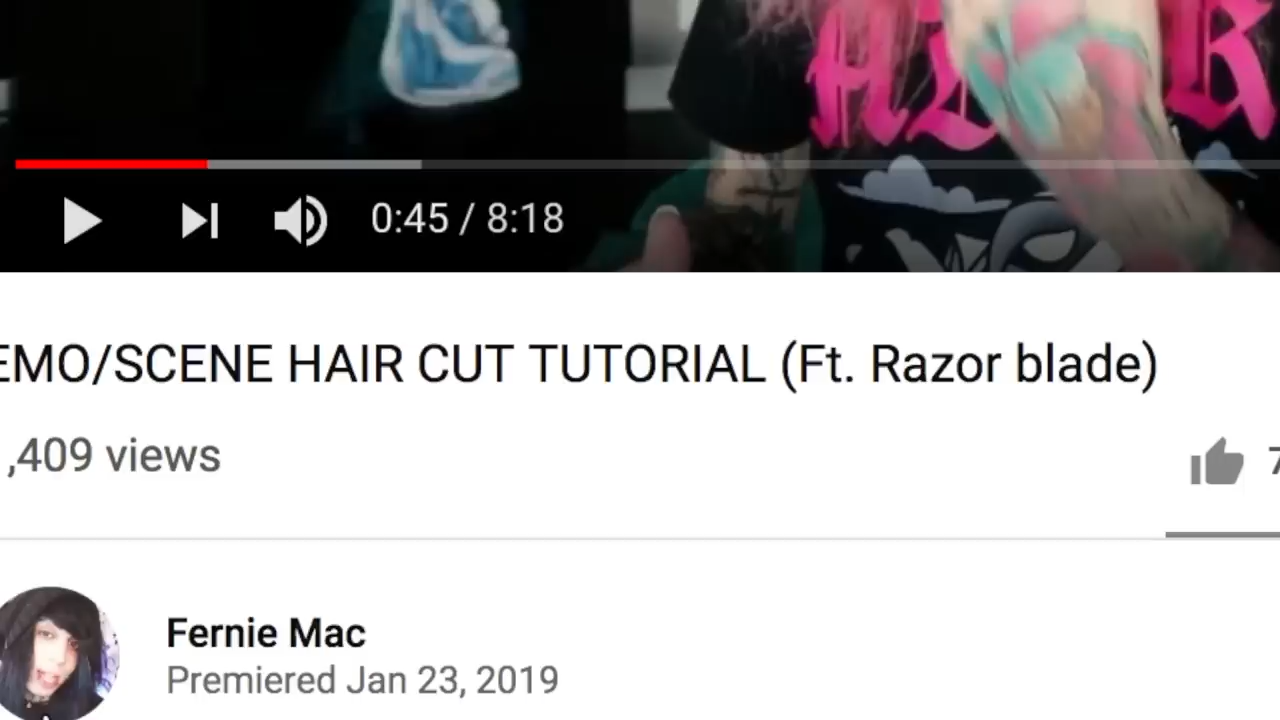 0:45 / 8:18
EMO/SCENE HAIR CUT TUTORIAL (Ft. Razor blade)
,409 views
7
Fernie Mac
Premiered Jan 23, 2019